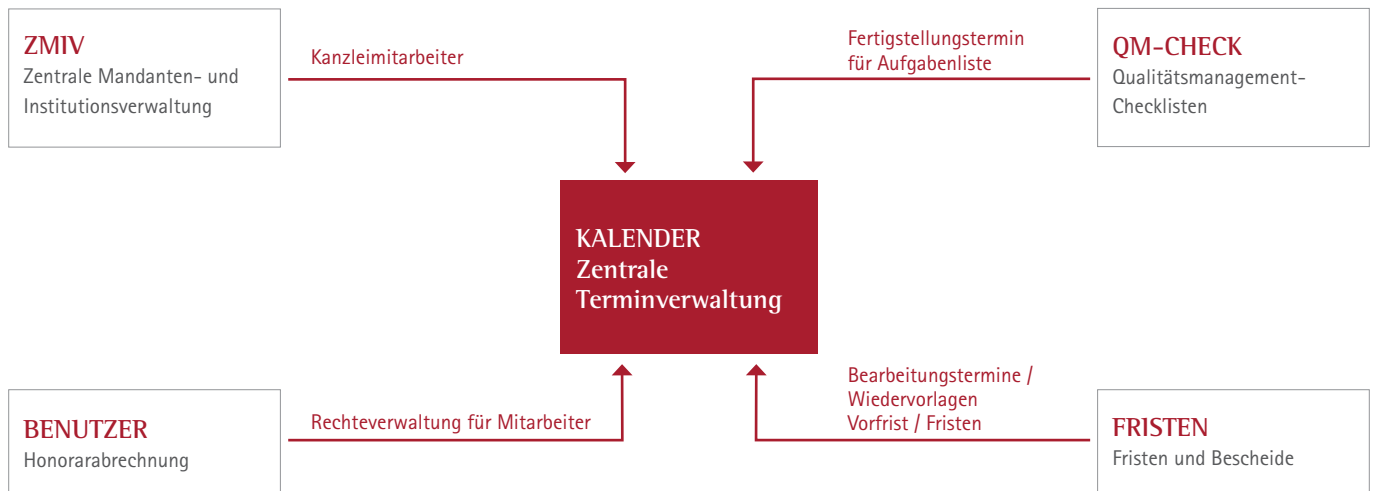 ZMIV
Zentrale Mandanten- und
Institutionsverwaltung
Kanzleimitarbeiter
Fertigstellungstermin
für Aufgabenliste
QM-CHECK
Qualitätsmanagement-
Checklisten
KALENDER
Zentrale
Terminverwaltung
BENUTZER
Honorarabrechnung
Rechteverwaltung für Mitarbeiter
Bearbeitungstermine /
Wiedervorlagen
Vorfrist / Fristen
FRISTEN
Fristen und Bescheide